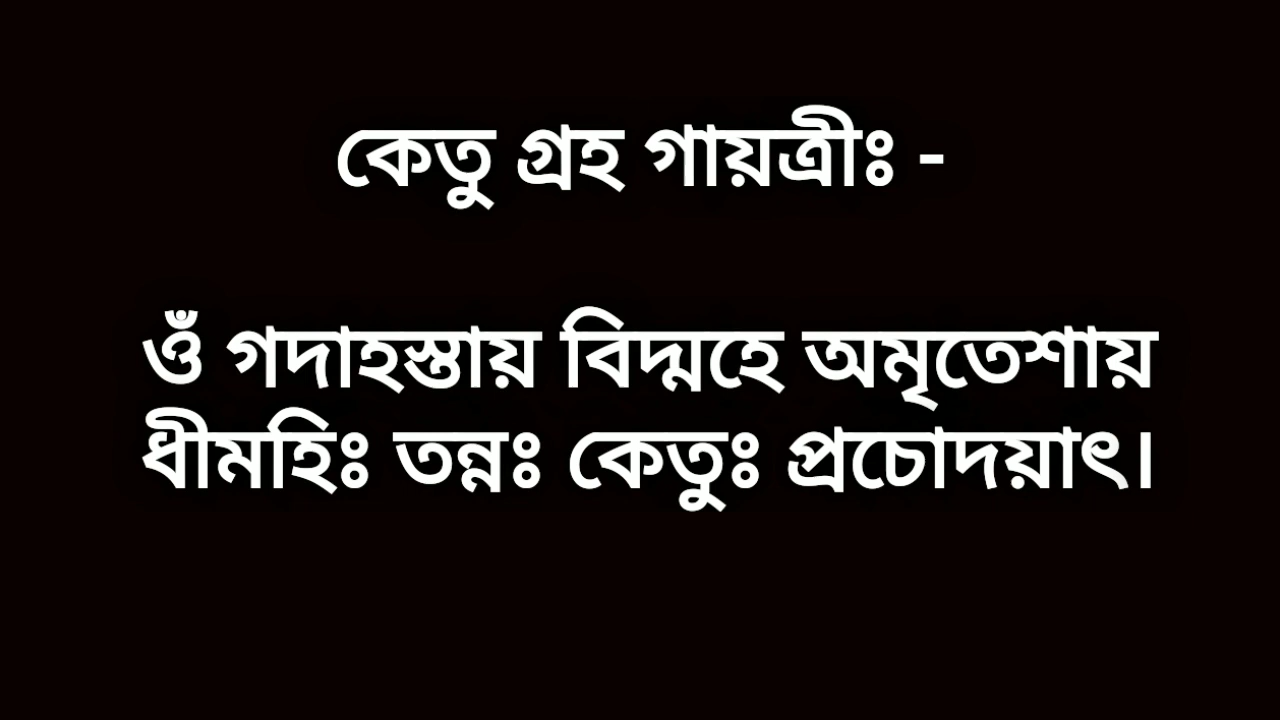 কেতু গ্রহ গায়ত্রীঃ -
ওঁ গদাহস্তায় বিদ্মহে অমৃতেশায়
ধীমহিঃ তন্নঃ কেতুঃ প্রচোদয়াৎ।